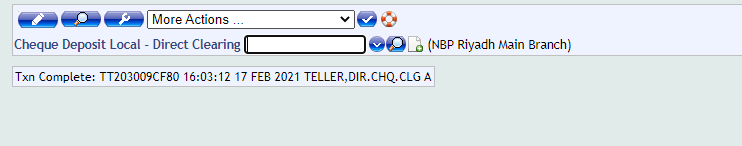 More Actions ...
Cheque Deposit Local - Direct Clearing (NBP Riyadh Main Branch)
Txn Complete: TT203009CF80 16:03:12 17 FEB 2021 TELLER,DIR.CHQ.CLG A